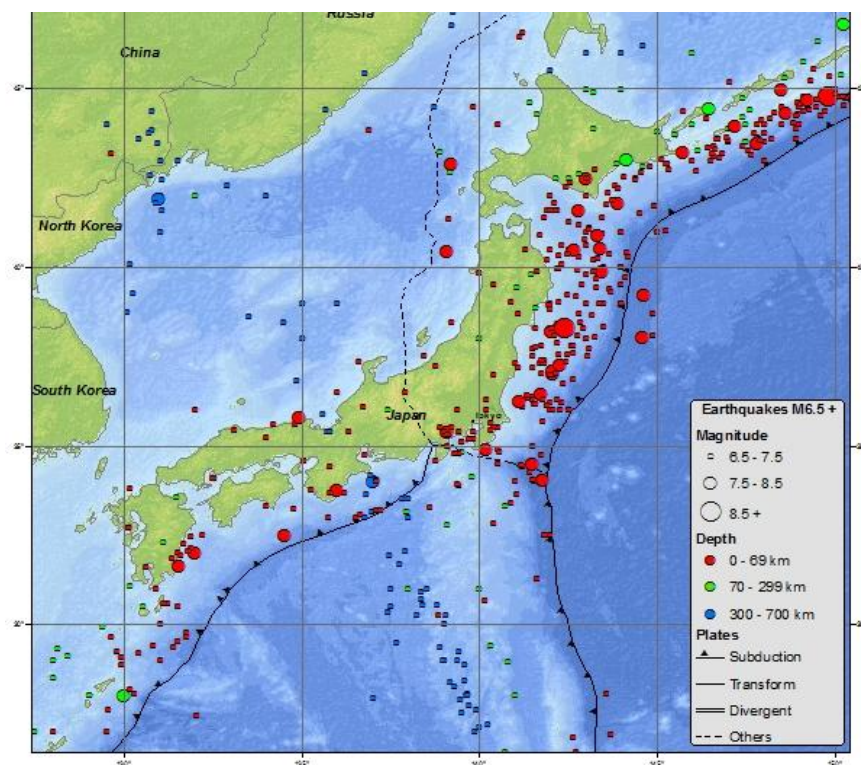 Russia
China
North Korea
South Korea
Japan
Tokyo
Earthquakes M6.5 +
Magnitude
6.5 - 7.5
7.5 - 8.5
8.5 +
Depth
0 - 69 km
70 - 299 km
300 - 700 km
Plates
Subduction
Transform
Divergent
Others